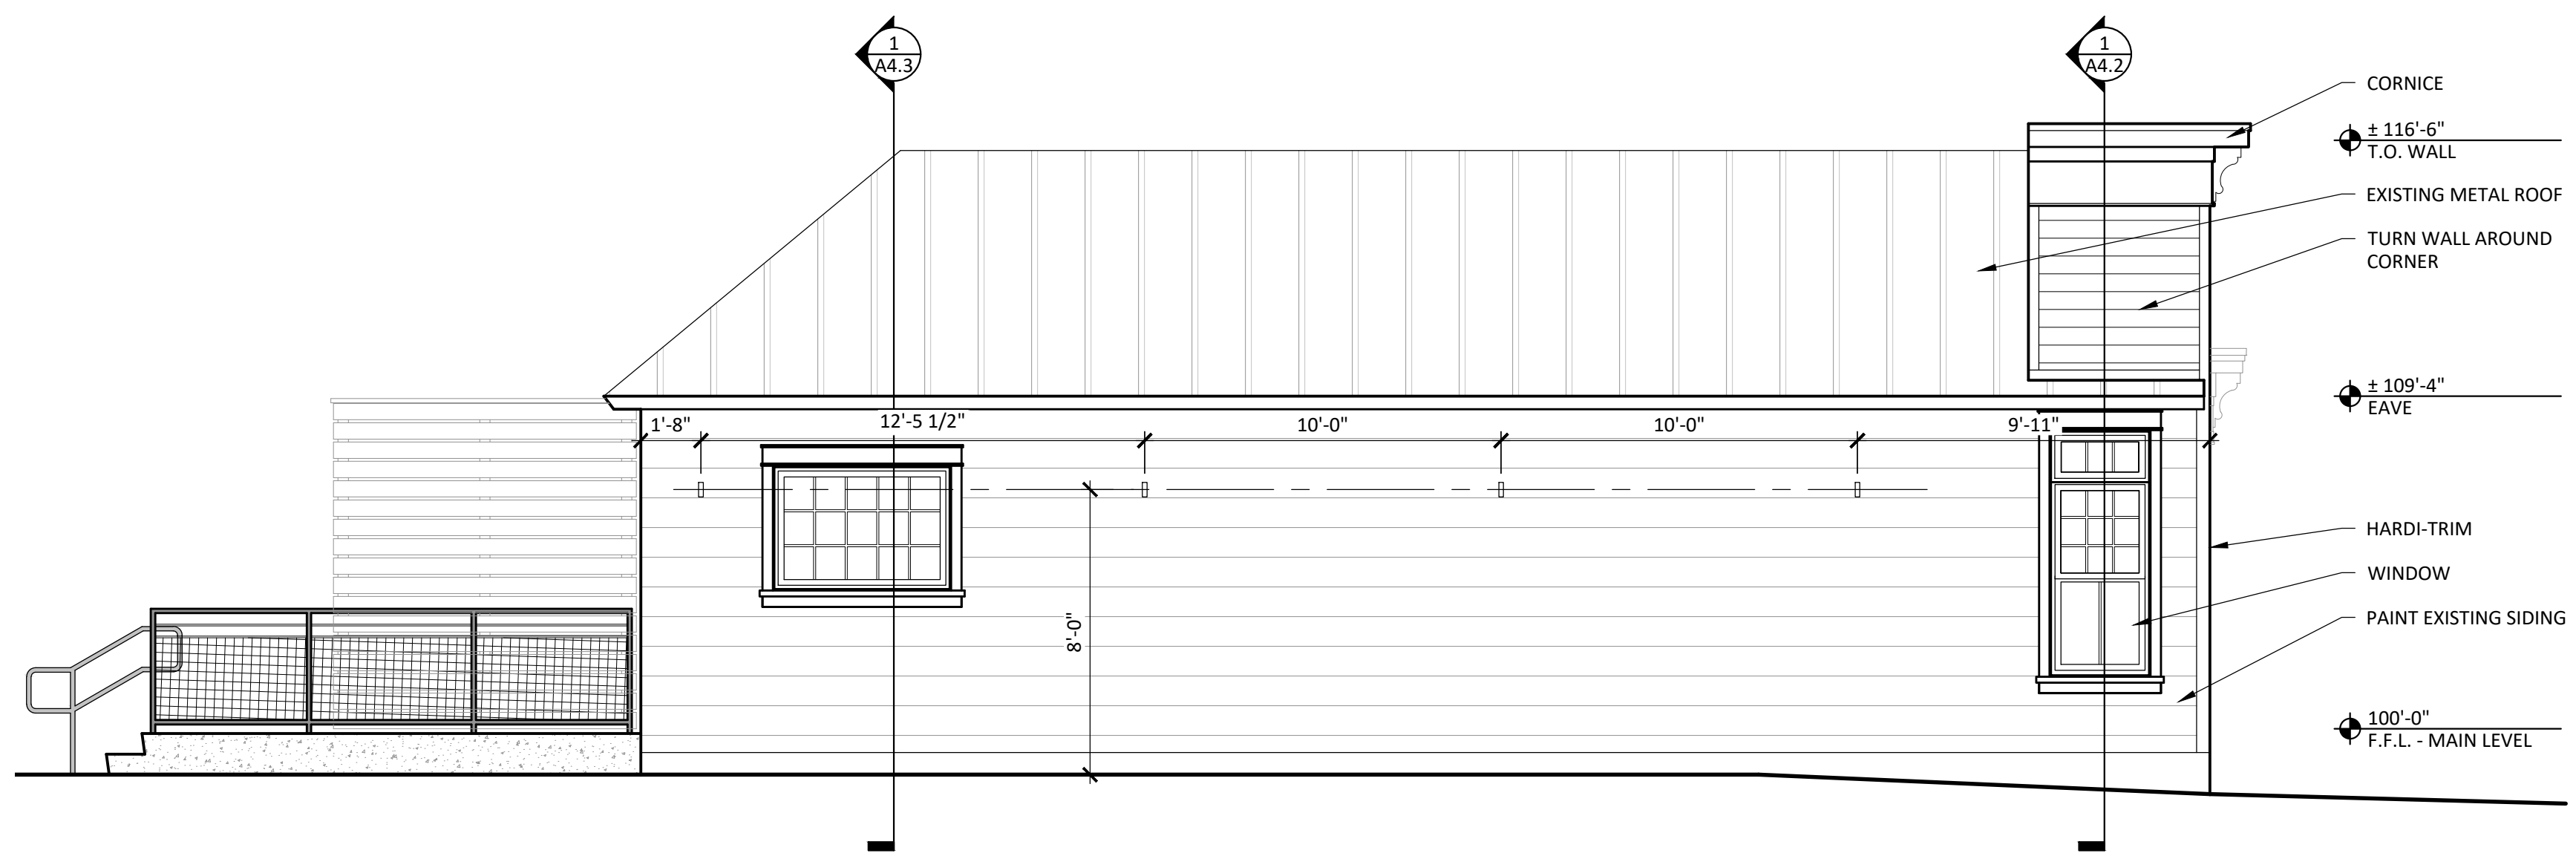 1
A4.3
1
A4.2
CORNICE
± 116'-6"
T.O. WALL
EXISTING METAL ROOF
TURN WALL AROUND
CORNER
± 109'-4"
EAVE
1'-8"
12'-5 1/2"
10'-0"
10'-0"
9'-11"
HARDI-TRIM
WINDOW
PAINT EXISTING SIDING
8'-0"
100'-0"
F.F.L. - MAIN LEVEL